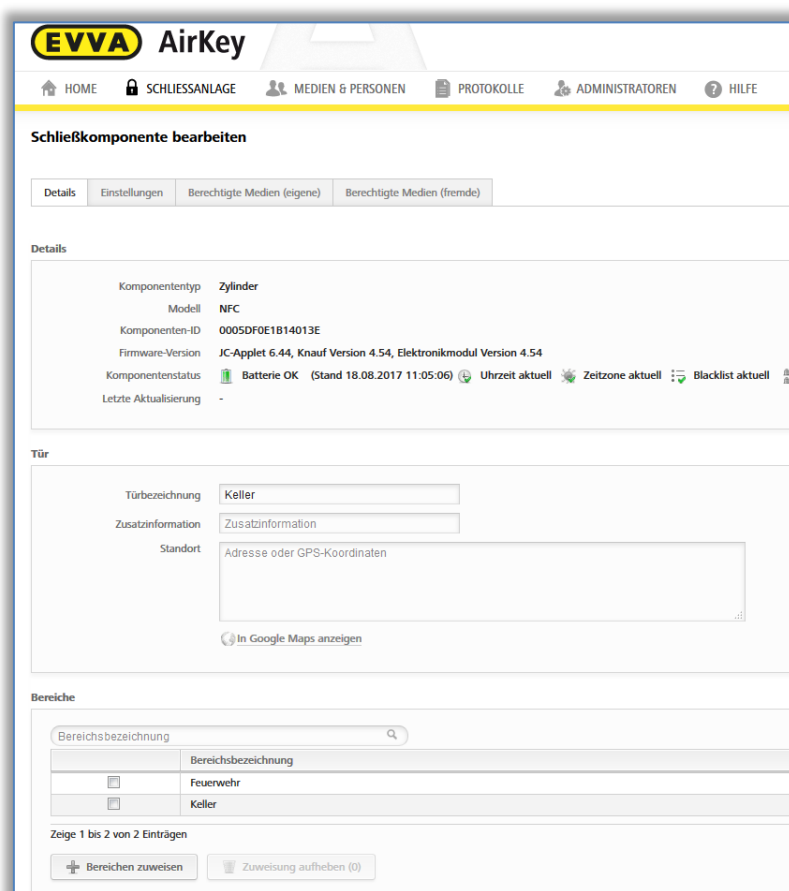 EVVA AirKey
HOME SCHLIESSANLAGE MEDIEN & PERSONEN PROTOKOLLE ADMINISTRATOREN HILFE
Schließkomponente bearbeiten
Details Einstellungen Berechtigte Medien (eigene) Berechtigte Medien (fremde)
Details
Komponententyp Zylinder
Modell NFC
Komponenten-ID 0005DF0E1B14013E
Firmware-Version JC-Applet 6.44, Knauf Version 4.54, Elektronikmodul Version 4.54
Komponentenstatus Batterie OK (Stand 18.08.2017 11:05:06) Uhrzeit aktuell Zeitzone aktuell Blacklist aktuell
Letzte Aktualisierung -
Tür
Türbezeichnung Keller
Zusatzinformation Zusatzinformation
Standort Adresse oder GPS-Koordinaten
In Google Maps anzeigen
Bereiche
Bereichsbezeichnung
Bereichsbezeichnung
Feuerwehr
Keller
Zeige 1 bis 2 von 2 Einträgen
Bereichen zuweisen Zuweisung aufheben (0)